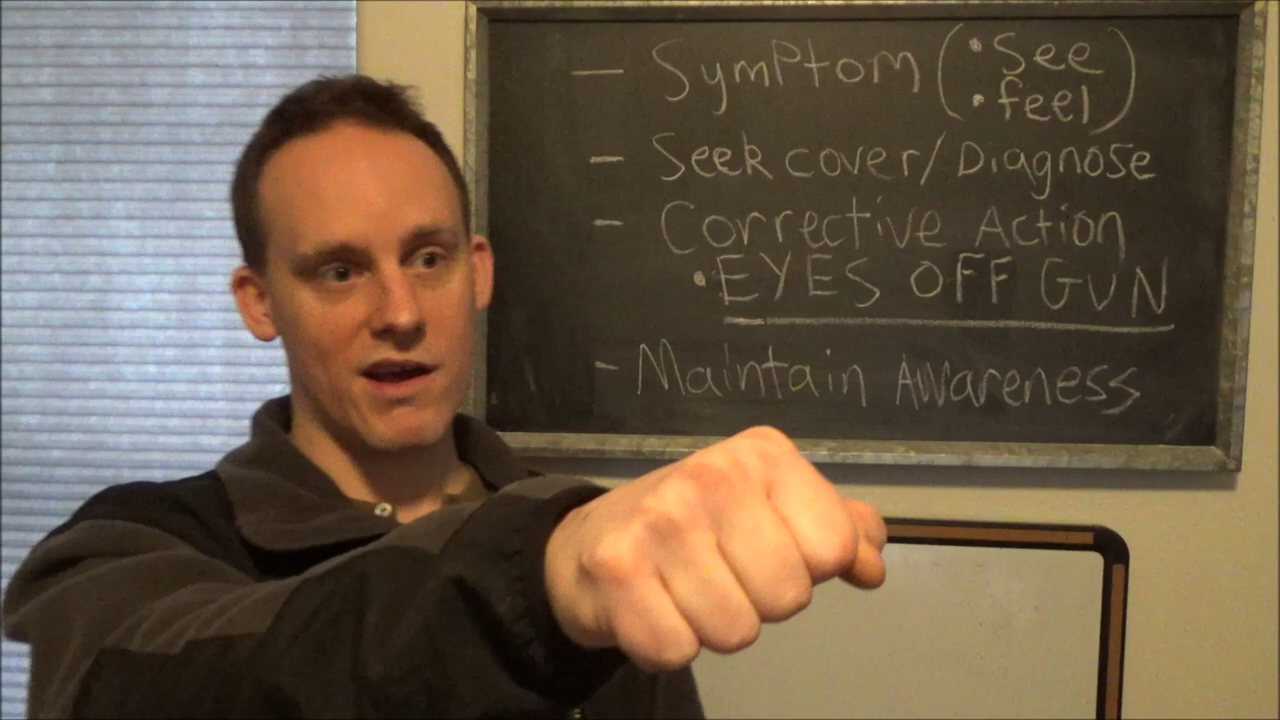 — SymPtom (• See
• feel)
— Seek cover/Diagnose
— Corrective Action
• EYES OFF GUN
- Maintain Awareness